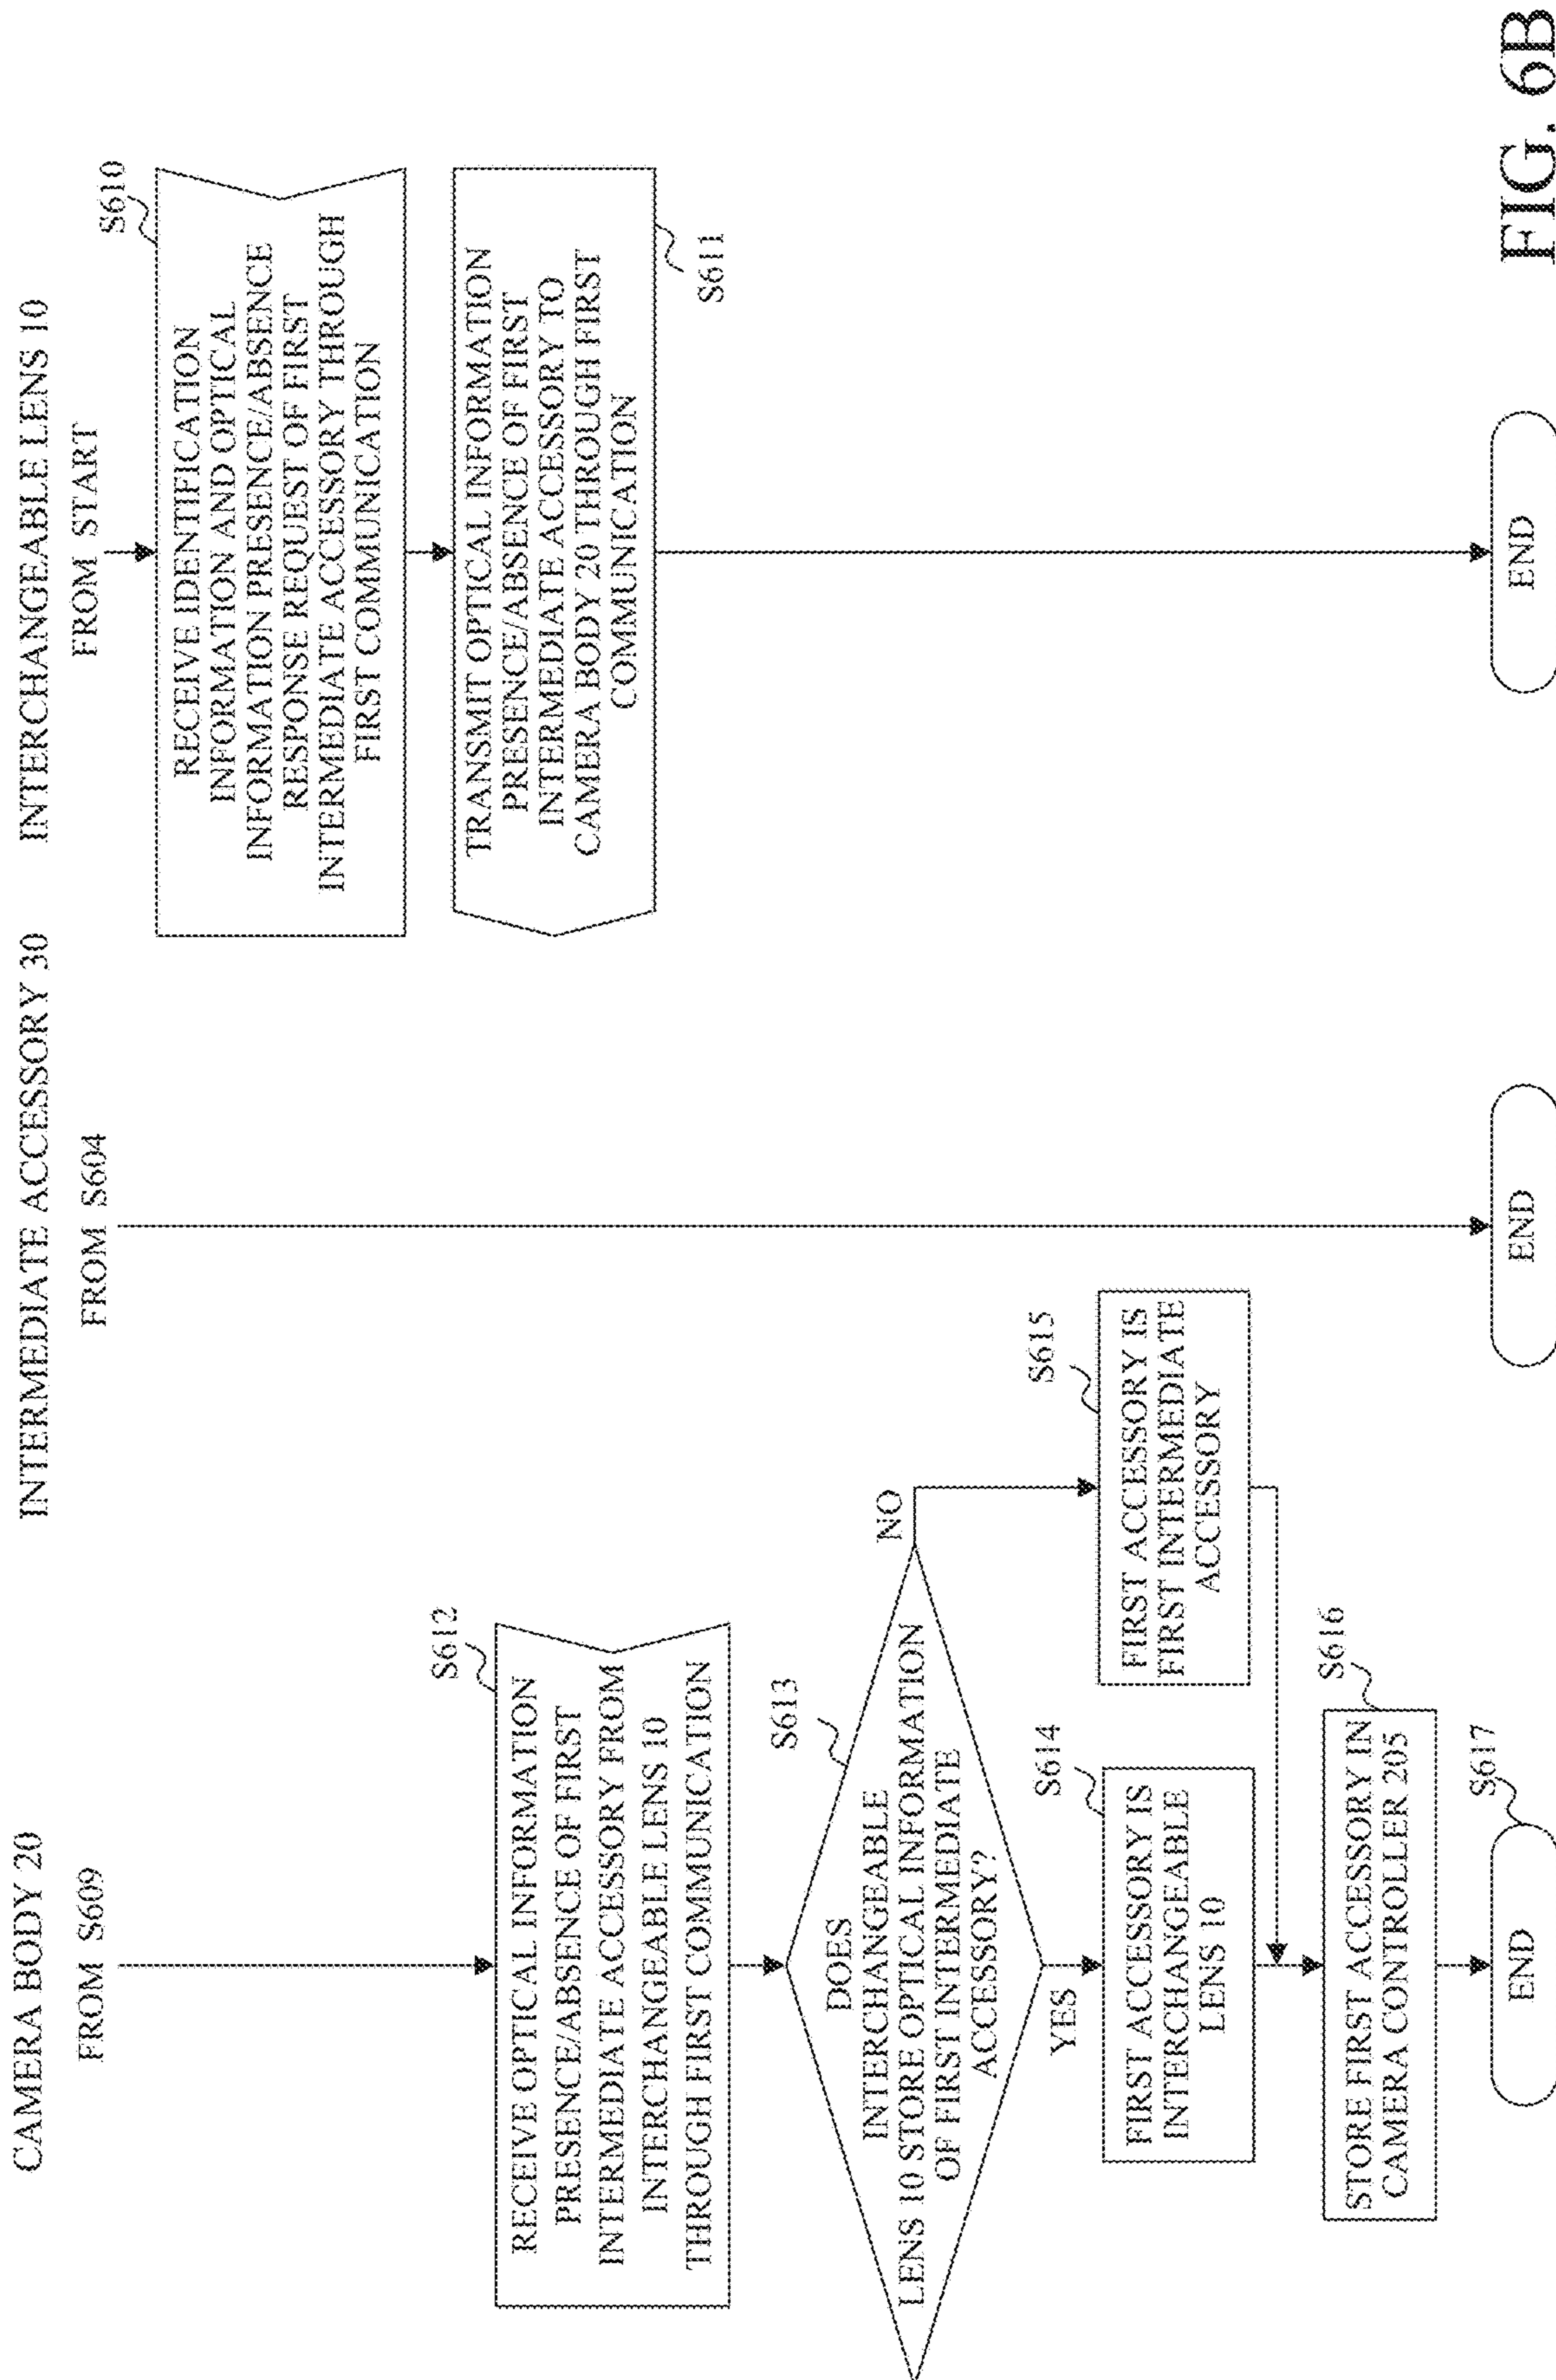 CAMERA BODY 20
INTERMEDIATE ACCESSORY 30
INTERCHANGEABLE LENS 10
FROM S609
FROM S604
FROM START
S610
RECEIVE IDENTIFICATION
INFORMATION AND OPTICAL
INFORMATION PRESENCE/ABSENCE
RESPONSE REQUEST OF FIRST
INTERMEDIATE ACCESSORY THROUGH
FIRST COMMUNICATION
TRANSMIT OPTICAL INFORMATION
PRESENCE/ABSENCE OF FIRST
INTERMEDIATE ACCESSORY TO
CAMERA BODY 20 THROUGH FIRST
COMMUNICATION
S611
S612
RECEIVE OPTICAL INFORMATION
PRESENCE/ABSENCE OF FIRST
INTERMEDIATE ACCESSORY FROM
INTERCHANGEABLE LENS 10
THROUGH FIRST COMMUNICATION
S613
DOES
INTERCHANGEABLE
LENS 10 STORE OPTICAL INFORMATION
OF FIRST INTERMEDIATE
ACCESSORY?
NO
YES
S614
FIRST ACCESSORY IS
INTERCHANGEABLE
LENS 10
S615
FIRST ACCESSORY IS
FIRST INTERMEDIATE
ACCESSORY
S616
STORE FIRST ACCESSORY IN
CAMERA CONTROLLER 205
S617
END
END
END
FIG. 6B